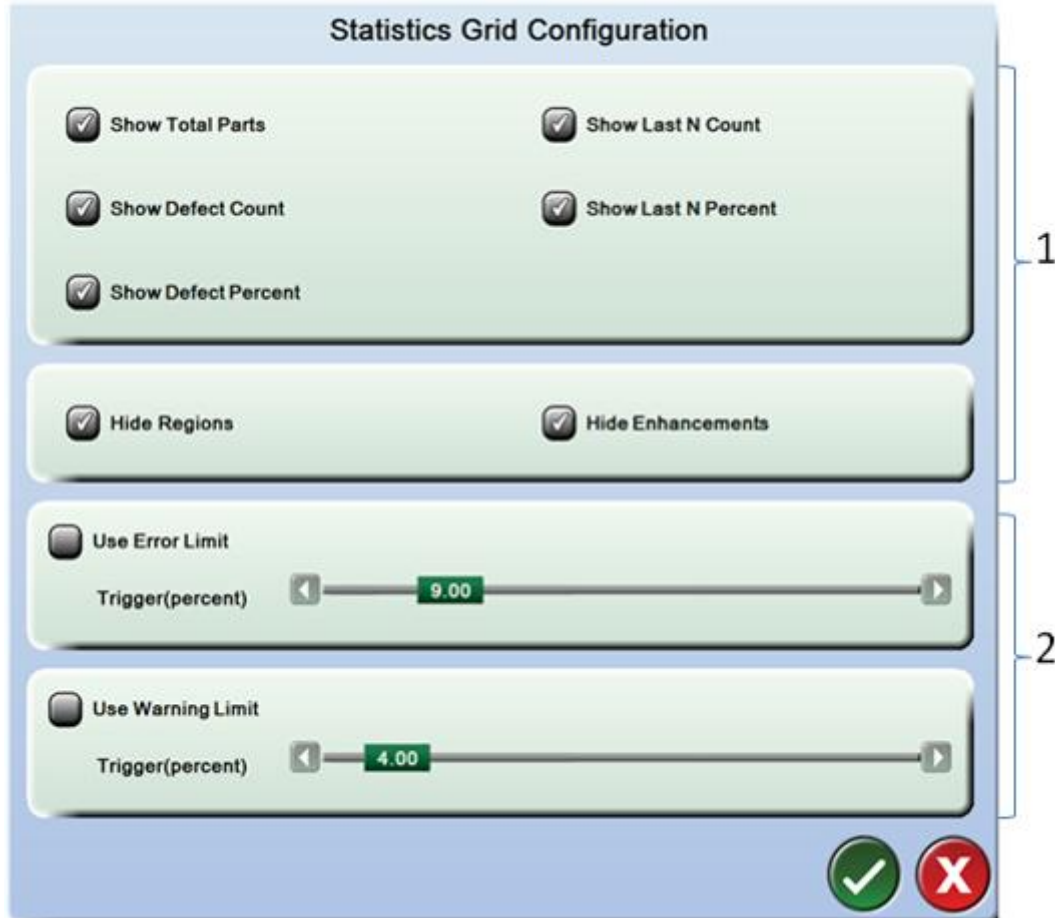 Statistics Grid Configuration
Show Total Parts
Show Last N Count
Show Defect Count
Show Last N Percent
1
Show Defect Percent
Hide Regions
Hide Enhancements
Use Error Limit
Trigger(percent)
9.00
2
Use Warning Limit
Trigger(percent)
4.00